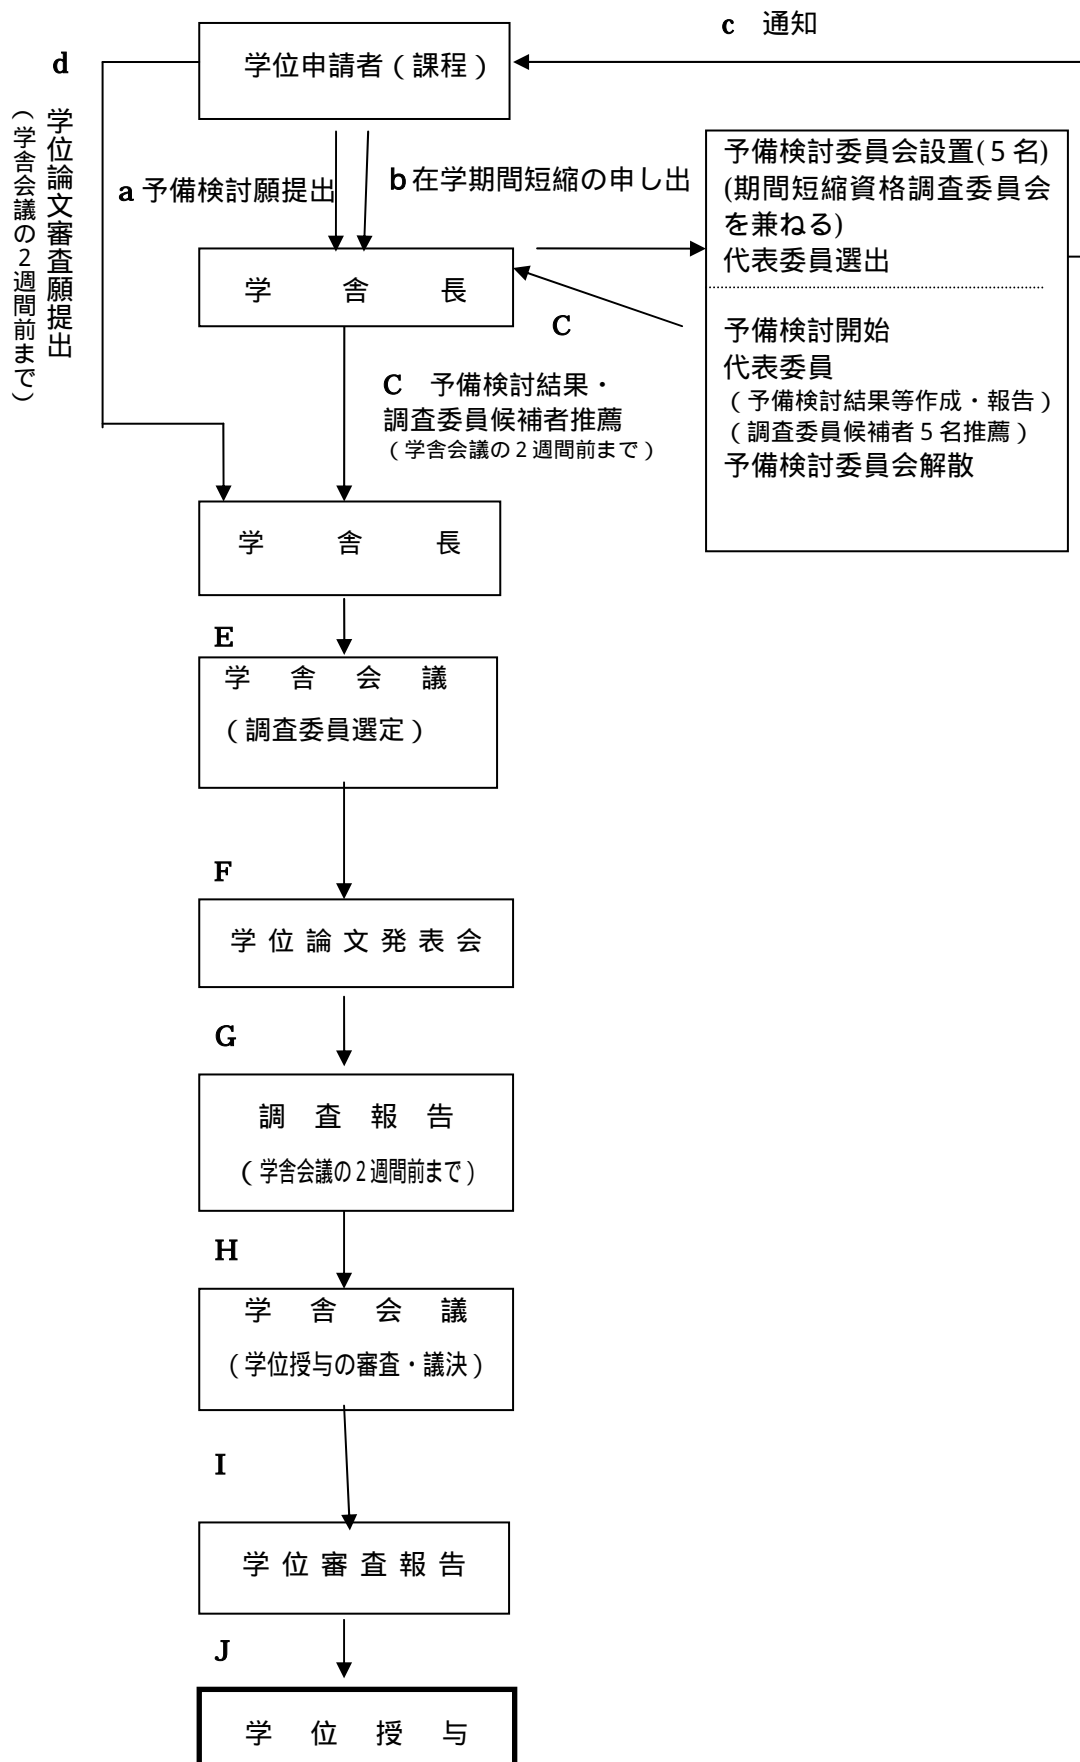 c 通知
学位申請者（課程）
d 学位論文審査願提出
（学舎会議の2週間前まで）
a 予備検討願提出
b 在学期間短縮の申し出
予備検討委員会設置(5名)
(期間短縮資格調査委員会
を兼ねる)
代表委員選出
学 舎 長
C
予備検討開始
代表委員
（予備検討結果等作成・報告）
（調査委員候補者5名推薦）
予備検討委員会解散
C 予備検討結果・
調査委員候補者推薦
（学舎会議の2週間前まで）
学 舎 長
E
学 舎 会 議
（調査委員選定）
F
学位論文発表会
G
調 査 報 告
（学舎会議の2週間前まで）
H
学 舎 会 議
（学位授与の審査・議決）
I
学位審査報告
J
学 位 授 与